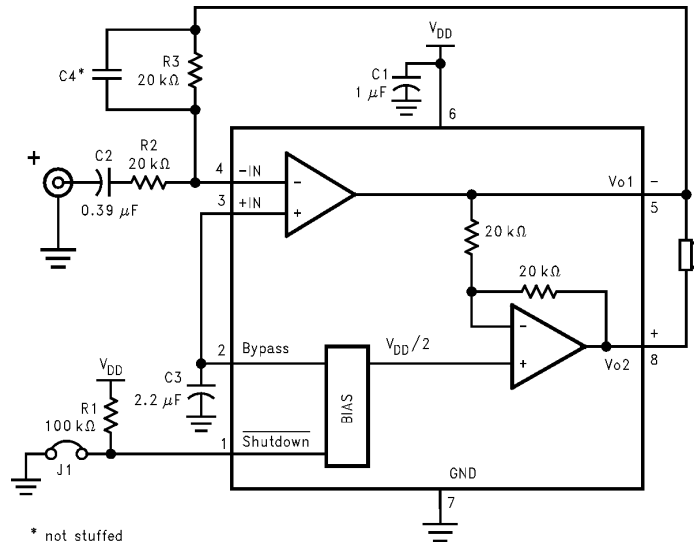 V_DD
C4*
R3
20 kΩ
C1
1 µF
6
+
C2
R2
20 kΩ
0.39 µF
4
-IN
-
3
+IN
+
Vo1
-
5
20 kΩ
20 kΩ
-
+
+
Vo2
8
2
Bypass
V_DD/2
C3
2.2 µF
BIAS
V_DD
R1
100 kΩ
1
Shutdown
J1
GND
7
* not stuffed